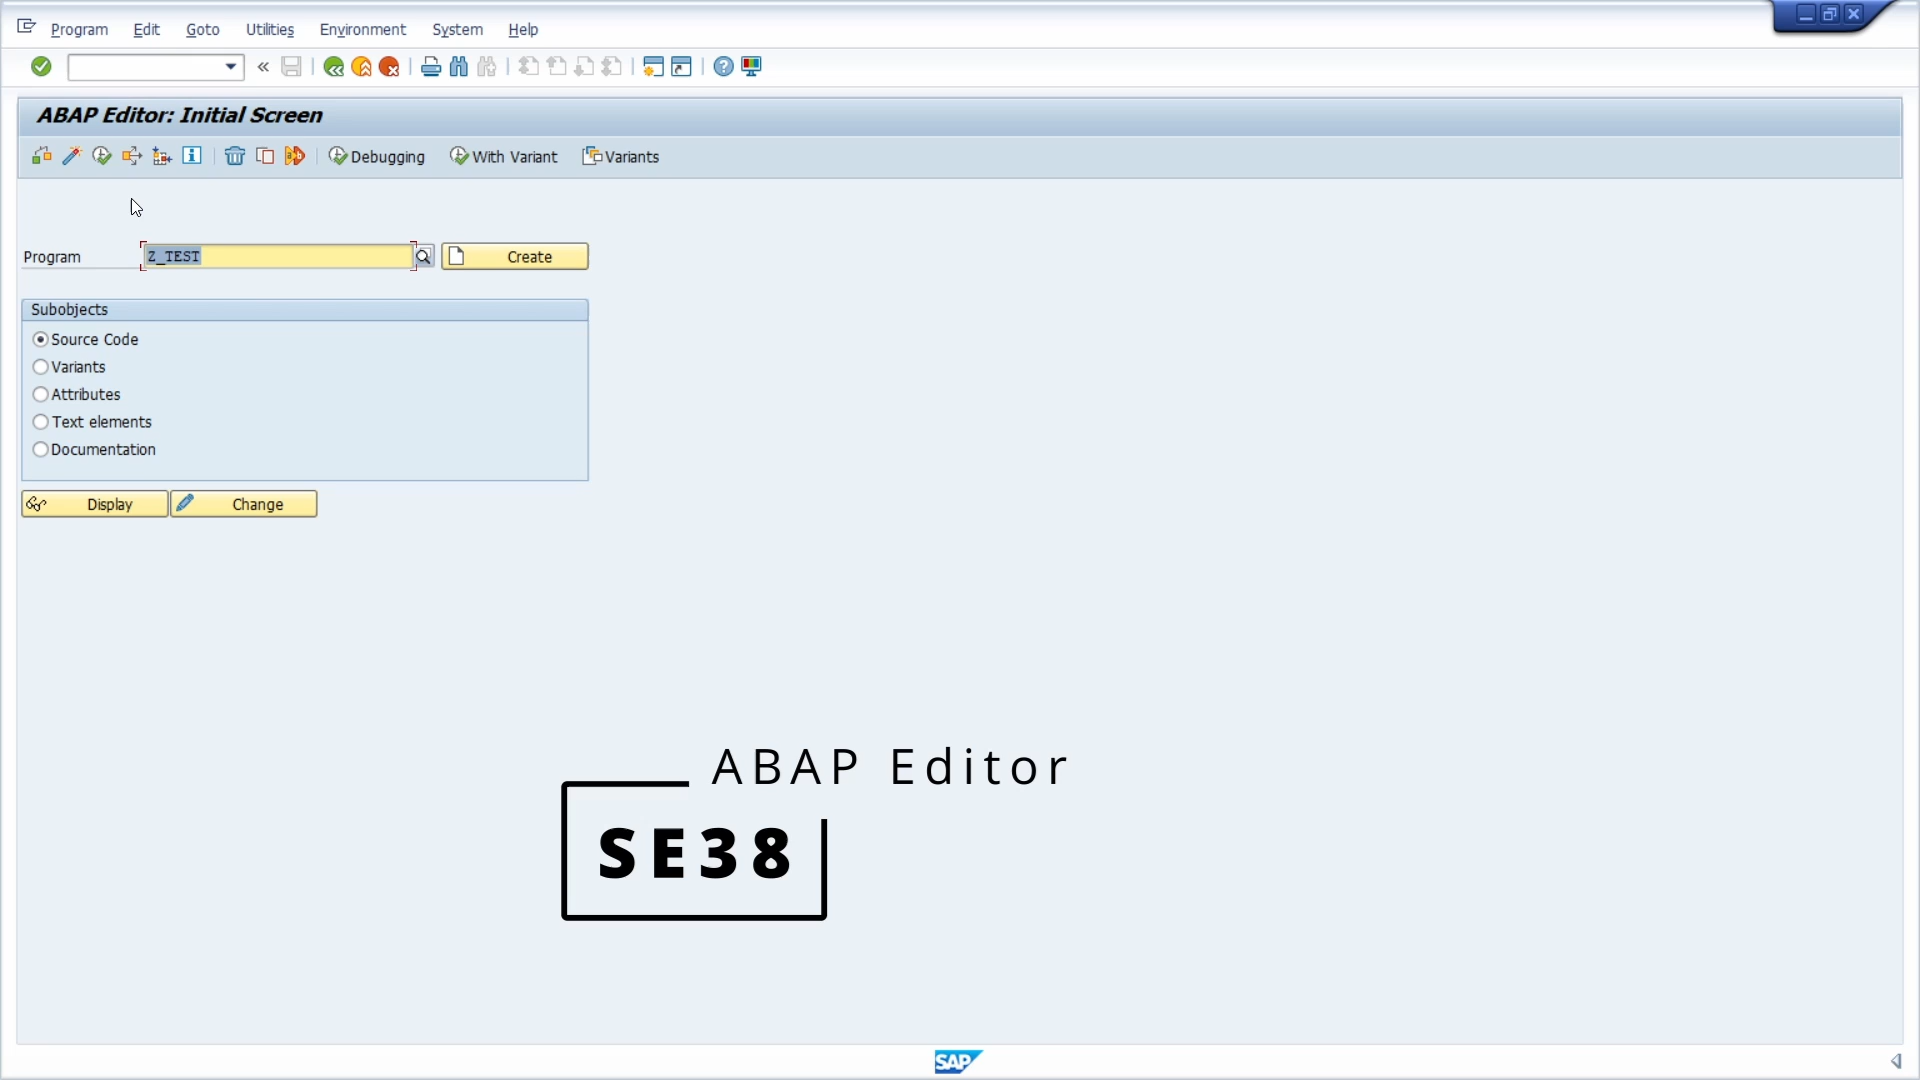 Program Edit Goto Utilities Environment System Help
ABAP Editor: Initial Screen
Debugging With Variant Variants
Program Z_TEST Create
Subobjects
Source Code
Variants
Attributes
Text elements
Documentation
Display Change
ABAP Editor
SE38
SAP